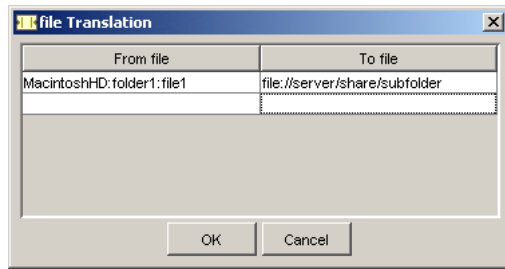 file Translation
From file To file
MacintoshHD:folder1:file1 file://server/share/subfolder
OK Cancel